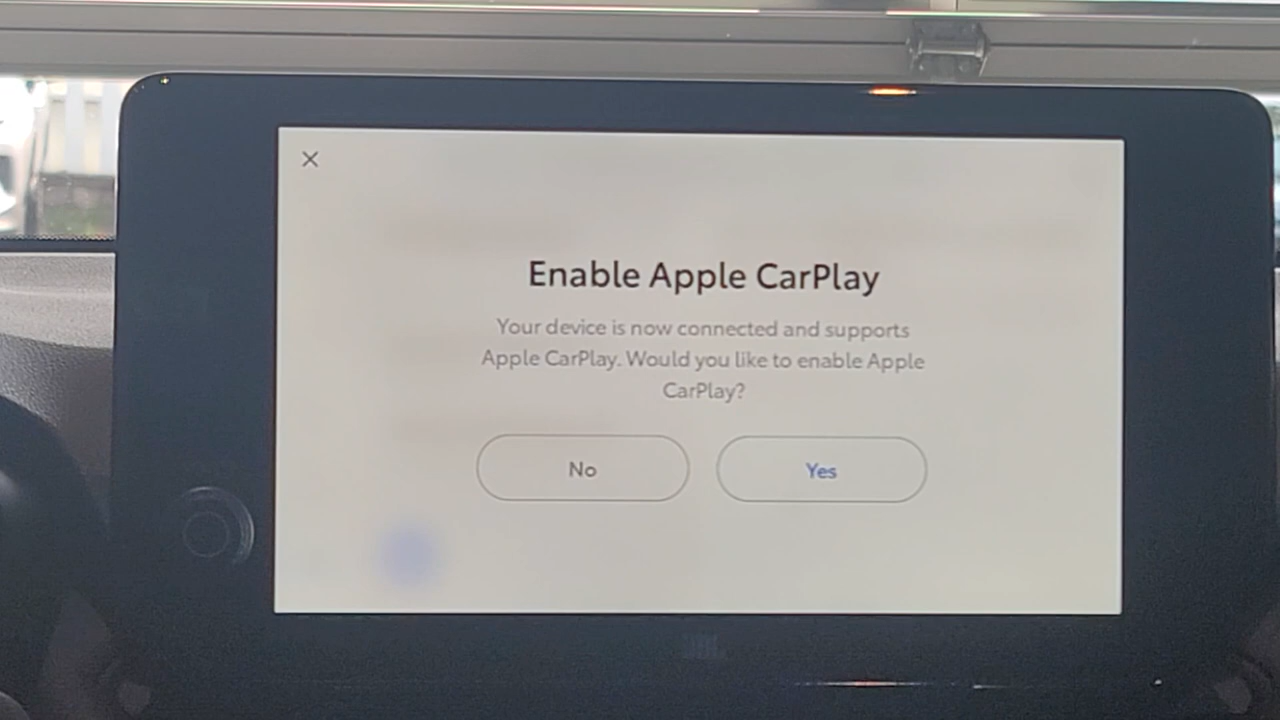 Enable Apple CarPlay
Your device is now connected and supports
Apple CarPlay. Would you like to enable Apple
CarPlay?
No
Yes